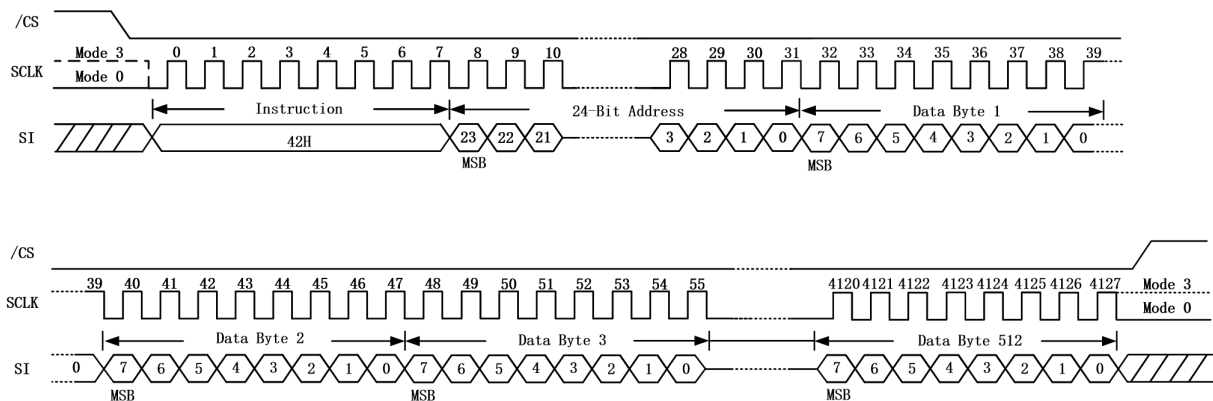 /CS
Mode 3 0 1 2 3 4 5 6 7 8 9 10 28 29 30 31 32 33 34 35 36 37 38 39
SCLK
Mode 0
Instruction 24-Bit Address Data Byte 1
SI 42H 23 22 21 3 2 1 0 7 6 5 4 3 2 1 0
MSB MSB
/CS
39 40 41 42 43 44 45 46 47 48 49 50 51 52 53 54 55 4120 4121 4122 4123 4124 4125 4126 4127 Mode 3
SCLK Mode 0
Data Byte 2 Data Byte 3 Data Byte 512
SI 0 7 6 5 4 3 2 1 0 7 6 5 4 3 2 1 0 7 6 5 4 3 2 1 0
MSB MSB MSB